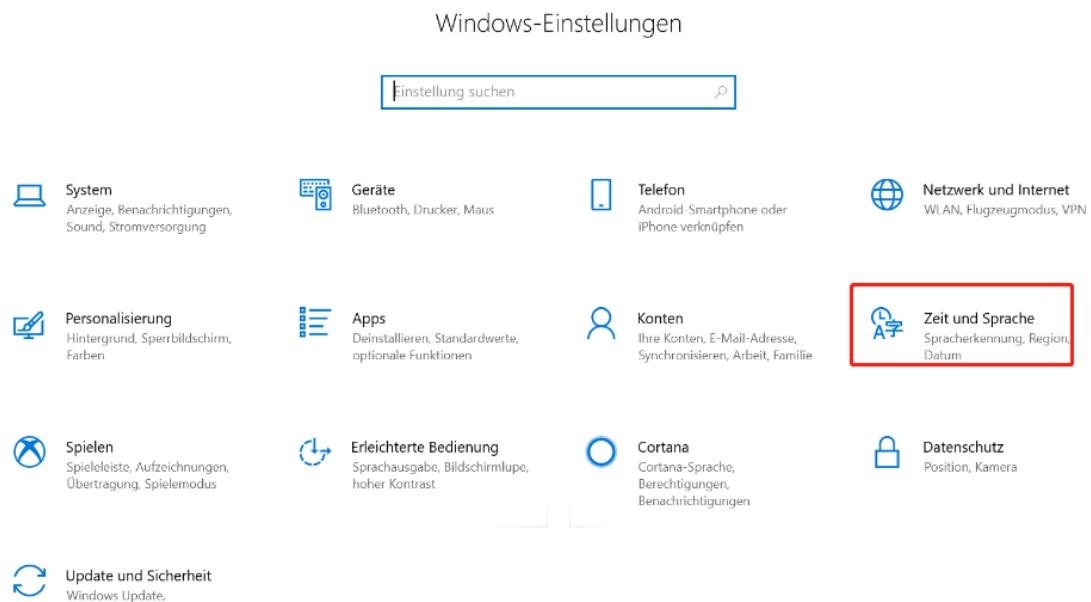 Windows-Einstellungen
Einstellung suchen
System
Anzeige, Benachrichtigungen,
Sound, Stromversorgung
Geräte
Bluetooth, Drucker, Maus
Telefon
Android-Smartphone oder
iPhone verknüpfen
Netzwerk und Internet
WLAN, Flugzeugmodus, VPN
Personalisierung
Hintergrund, Sperrbildschirm,
Farben
Apps
Deinstallieren, Standardwerte,
optionale Funktionen
Konten
Ihre Konten, E-Mail-Adresse,
Synchronisieren, Arbeit, Familie
Zeit und Sprache
Spracherkennung, Region,
Datum
Spielen
Spieleleiste, Aufzeichnungen,
Übertragung, Spielemodus
Erleichterte Bedienung
Sprachausgabe, Bildschirmlupe,
hoher Kontrast
Cortana
Cortana-Sprache,
Berechtigungen,
Benachrichtigungen
Datenschutz
Position, Kamera
Update und Sicherheit
Windows Update,